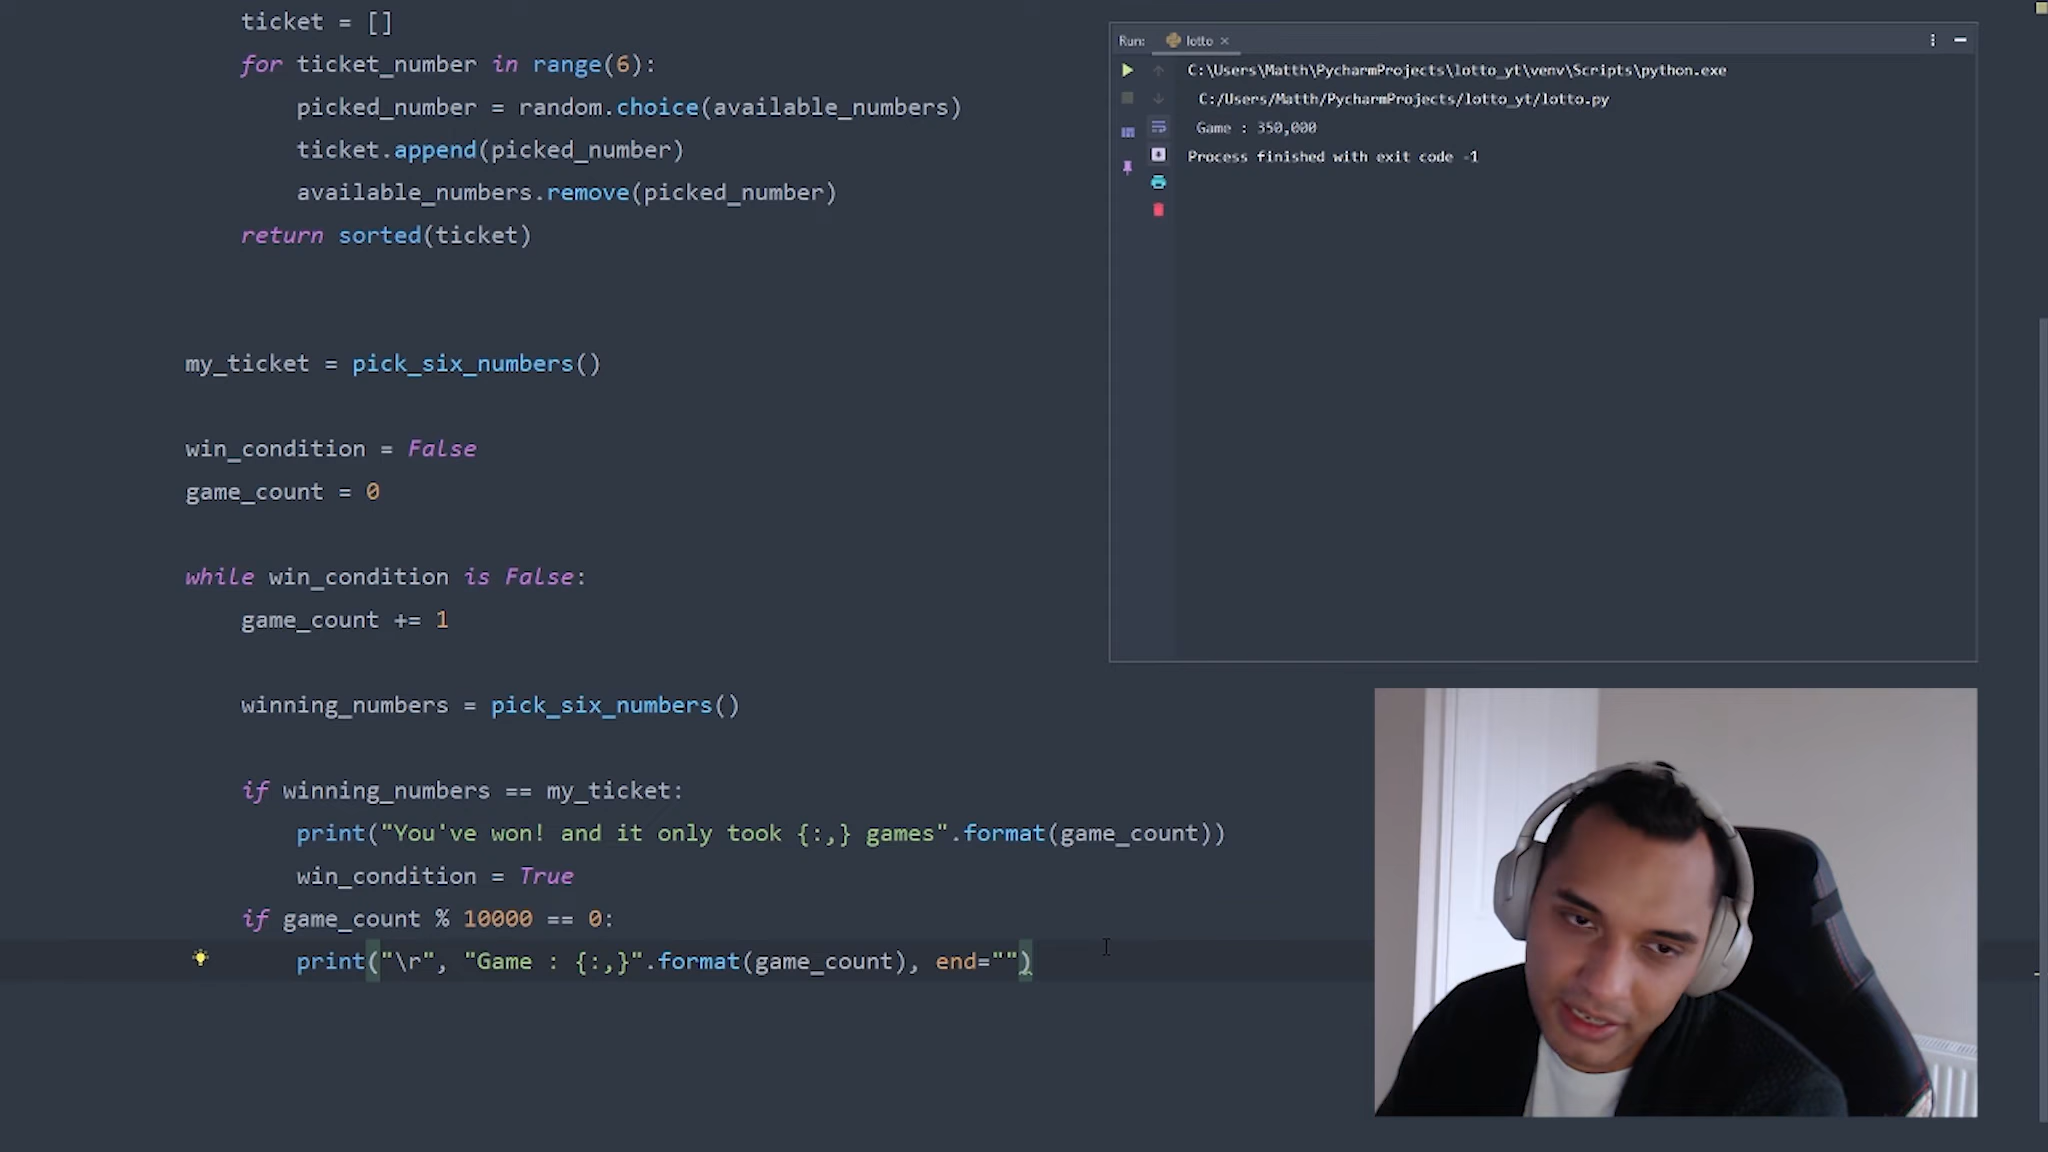 ticket = []
for ticket_number in range(6):
picked_number = random.choice(available_numbers)
ticket.append(picked_number)
available_numbers.remove(picked_number)
return sorted(ticket)
my_ticket = pick_six_numbers()
win_condition = False
game_count = 0
while win_condition is False:
game_count += 1
winning_numbers = pick_six_numbers()
if winning_numbers == my_ticket:
print("You've won! and it only took {:,} games".format(game_count))
win_condition = True
if game_count % 10000 == 0:
print("\r", "Game : {:,}".format(game_count), end="")
Run: lotto
C:\Users\Matth\PycharmProjects\lotto_yt\venv\Scripts\python.exe
C:/Users/Matth/PycharmProjects/lotto_yt/lotto.py
Game : 350,000
Process finished with exit code -1